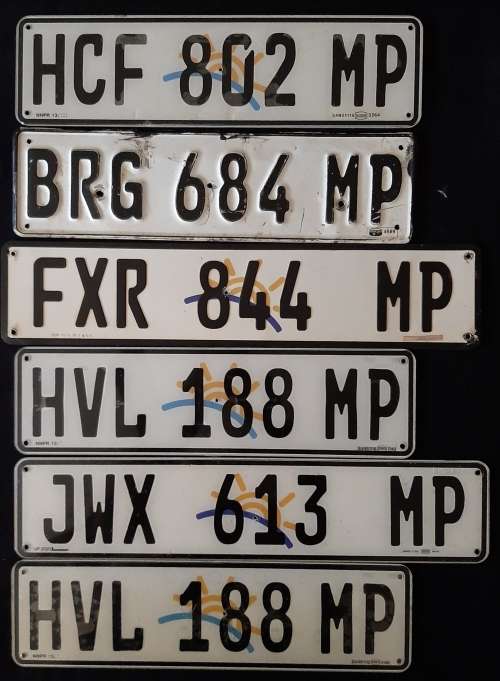 HCF 802 MP
BRG 684 MP
FXR 844 MP
HVL 188 MP
JWX 613 MP
HVL 188 MP